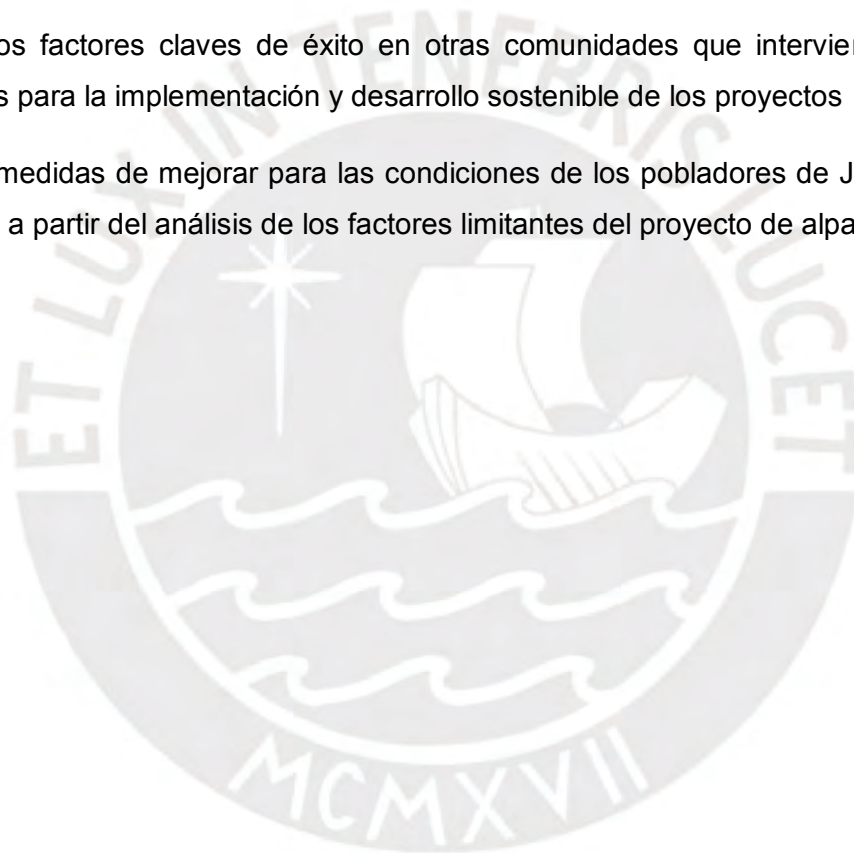 os factores claves de éxito en otras comunidades que intervie
s para la implementación y desarrollo sostenible de los proyectos
medidas de mejorar para las condiciones de los pobladores de J
a partir del análisis de los factores limitantes del proyecto de alpa
ET LUX IN TENEBRIS LUCET
MCMXVII